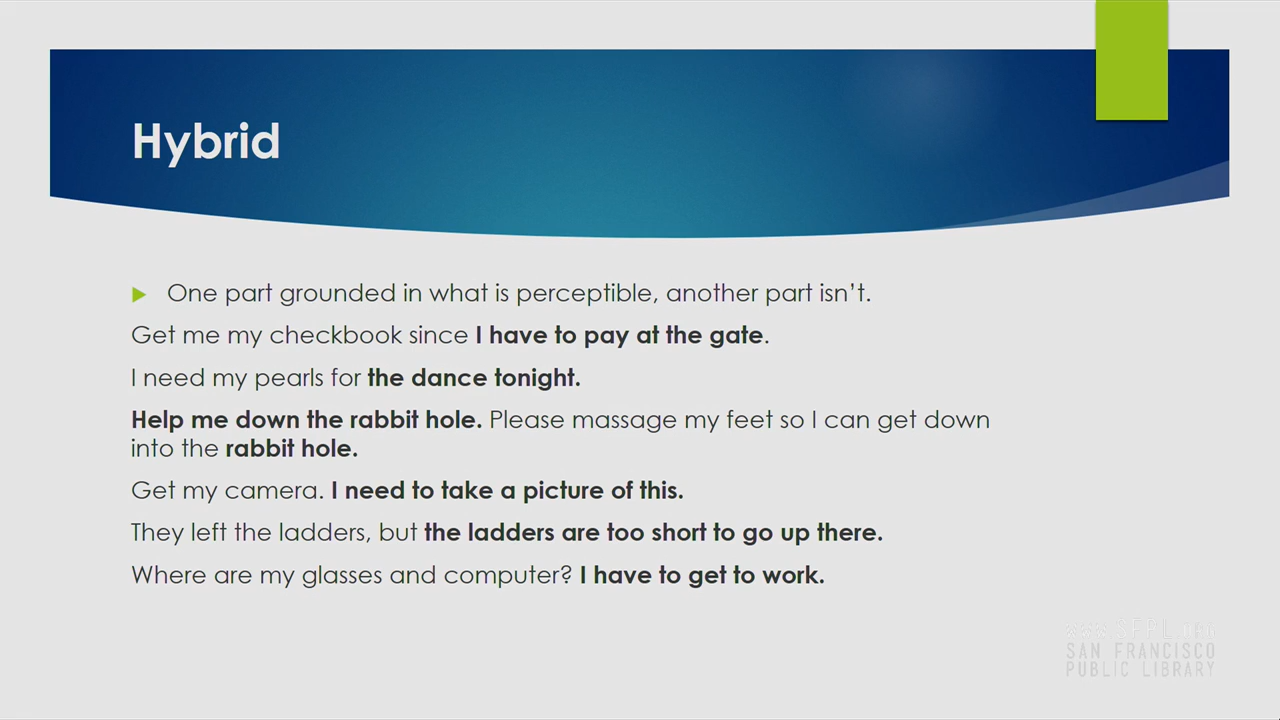 Hybrid
One part grounded in what is perceptible, another part isn't.
Get me my checkbook since I have to pay at the gate.
I need my pearls for the dance tonight.
Help me down the rabbit hole. Please massage my feet so I can get down
into the rabbit hole.
Get my camera. I need to take a picture of this.
They left the ladders, but the ladders are too short to go up there.
Where are my glasses and computer? I have to get to work.
www.SFPL.org
SAN FRANCISCO
PUBLIC LIBRARY